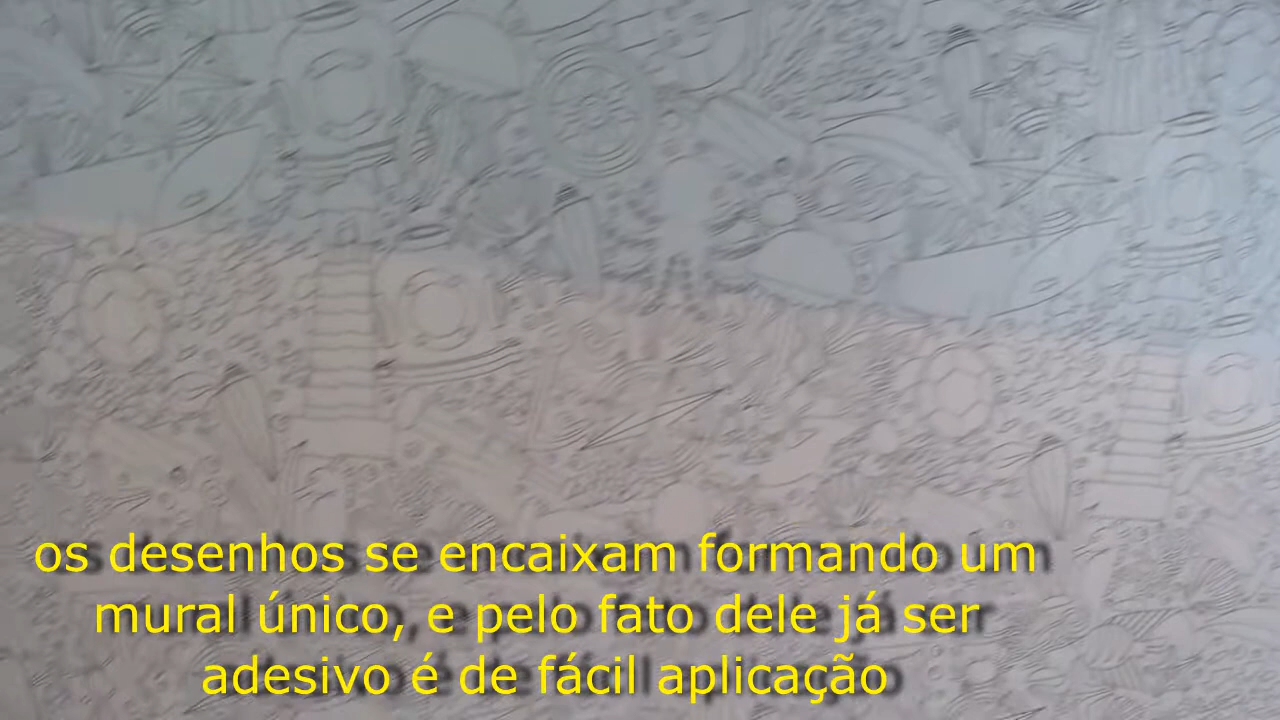 os desenhos se encaixam formando um
mural único, e pelo fato dele já ser
adesivo é de fácil aplicação